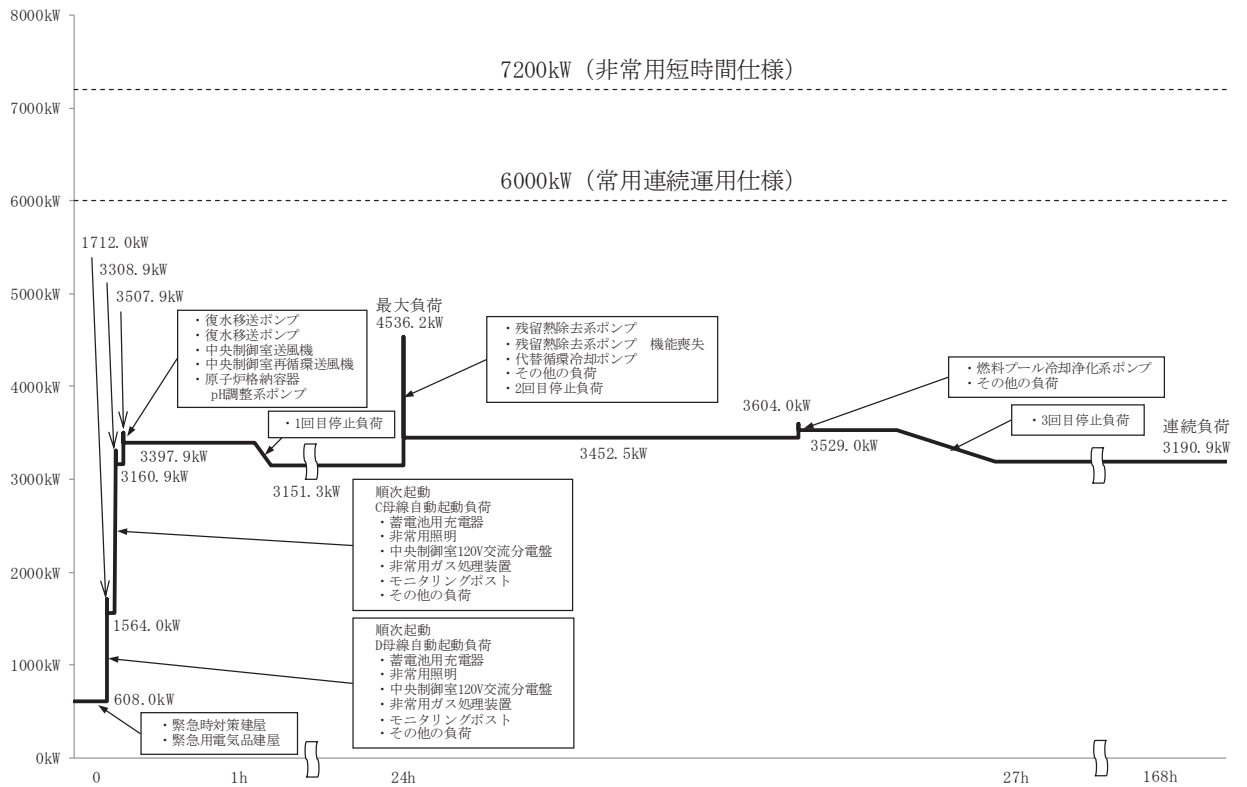 8000kW
7000kW
6000kW
5000kW
4000kW
3000kW
2000kW
1000kW
0kW
7200kW（非常用短時間仕様）
6000kW（常用連続運用仕様）
1712.0kW
3308.9kW
3507.9kW
・復水移送ポンプ
・復水移送ポンプ
・中央制御室送風機
・中央制御室再循環送風機
・原子炉格納容器
pH調整系ポンプ
・1回目停止負荷
3397.9kW
3160.9kW
3151.3kW
最大負荷
4536.2kW
・残留熱除去系ポンプ
・残留熱除去系ポンプ　機能喪失
・代替循環冷却ポンプ
・その他の負荷
・2回目停止負荷
3452.5kW
3604.0kW
3529.0kW
・燃料プール冷却浄化系ポンプ
・その他の負荷
・3回目停止負荷
連続負荷
3190.9kW
順次起動
C母線自動起動負荷
・蓄電池用充電器
・非常用照明
・中央制御室120V交流分電盤
・非常用ガス処理装置
・モニタリングポスト
・その他の負荷
1564.0kW
順次起動
D母線自動起動負荷
・蓄電池用充電器
・非常用照明
・中央制御室120V交流分電盤
・非常用ガス処理装置
・モニタリングポスト
・その他の負荷
608.0kW
・緊急時対策建屋
・緊急用電気品建屋
0
1h
24h
27h
168h